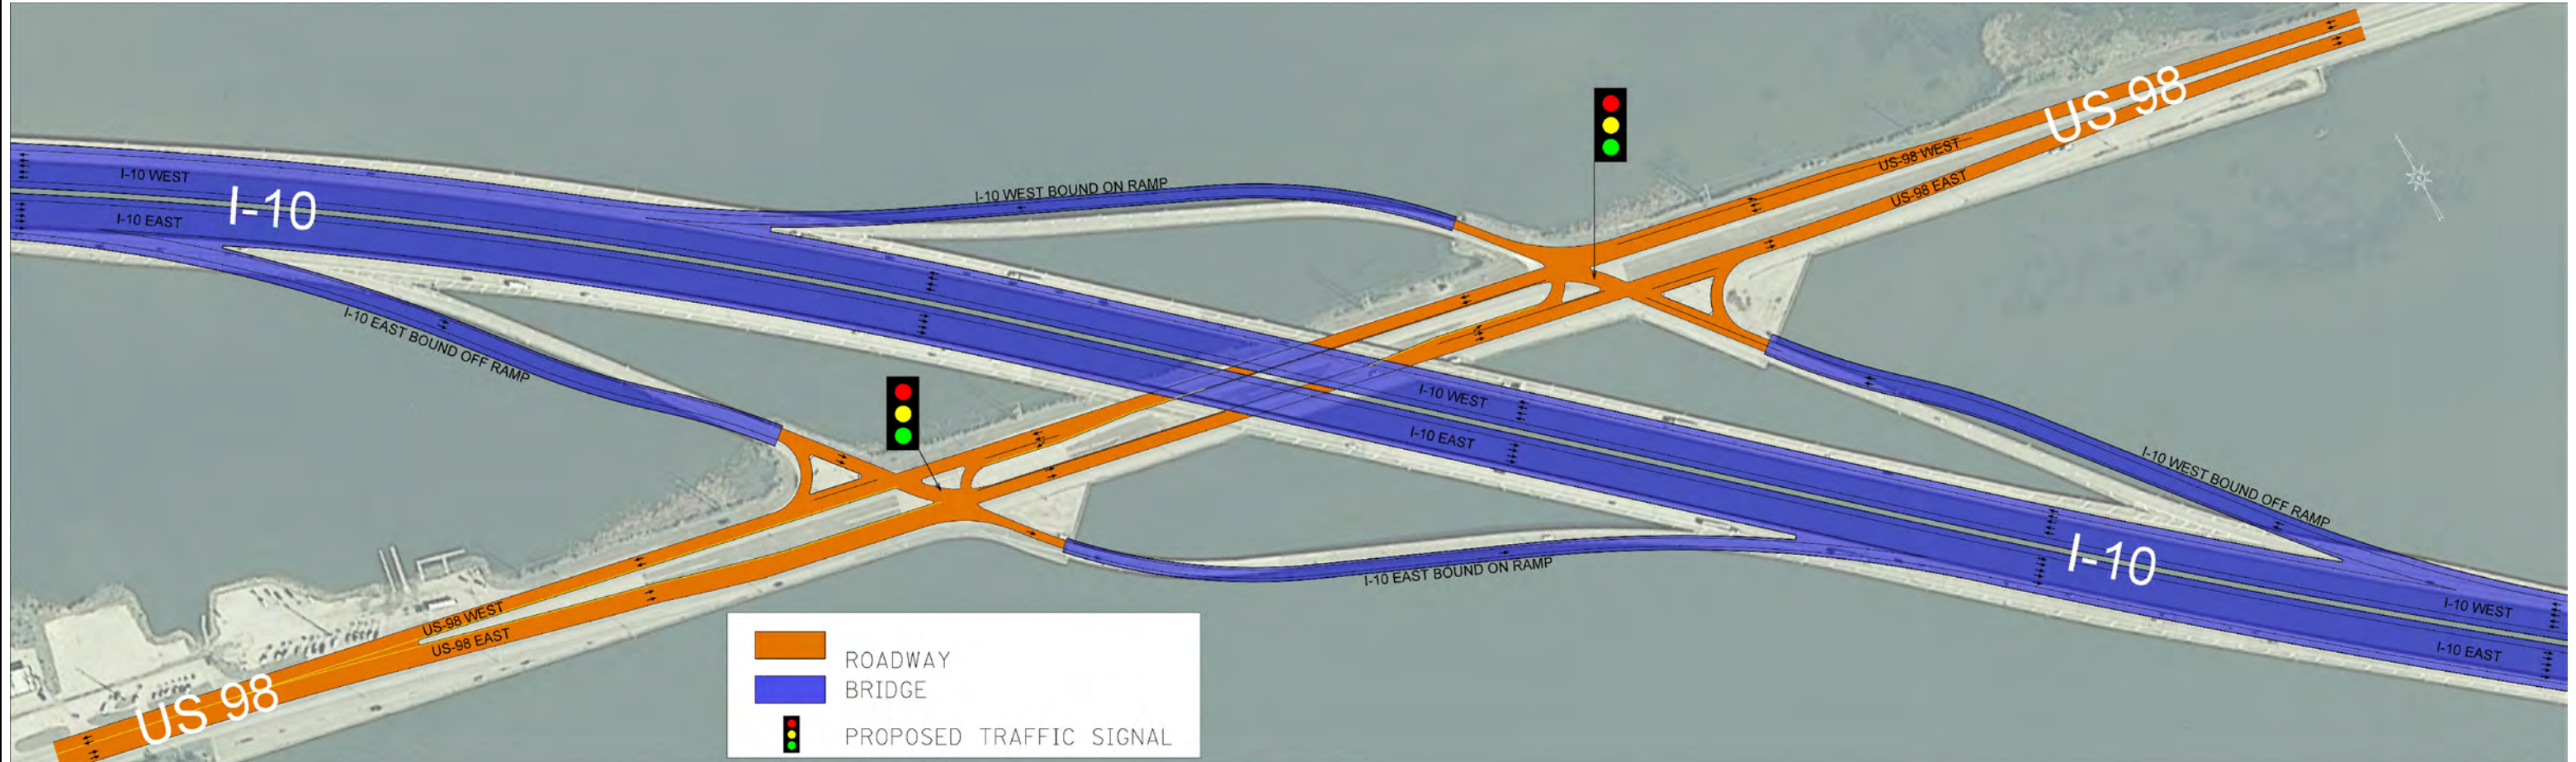 US 98
I-10 WEST
I-10
I-10 EAST
I-10 WEST BOUND ON RAMP
US-98 WEST
US-98 EAST
I-10 EAST BOUND OFF RAMP
I-10 WEST
I-10 EAST
I-10 WEST BOUND OFF RAMP
I-10
I-10 EAST BOUND ON RAMP
I-10 WEST
I-10 EAST
US-98 WEST
US-98 EAST
US 98
ROADWAY
BRIDGE
PROPOSED TRAFFIC SIGNAL